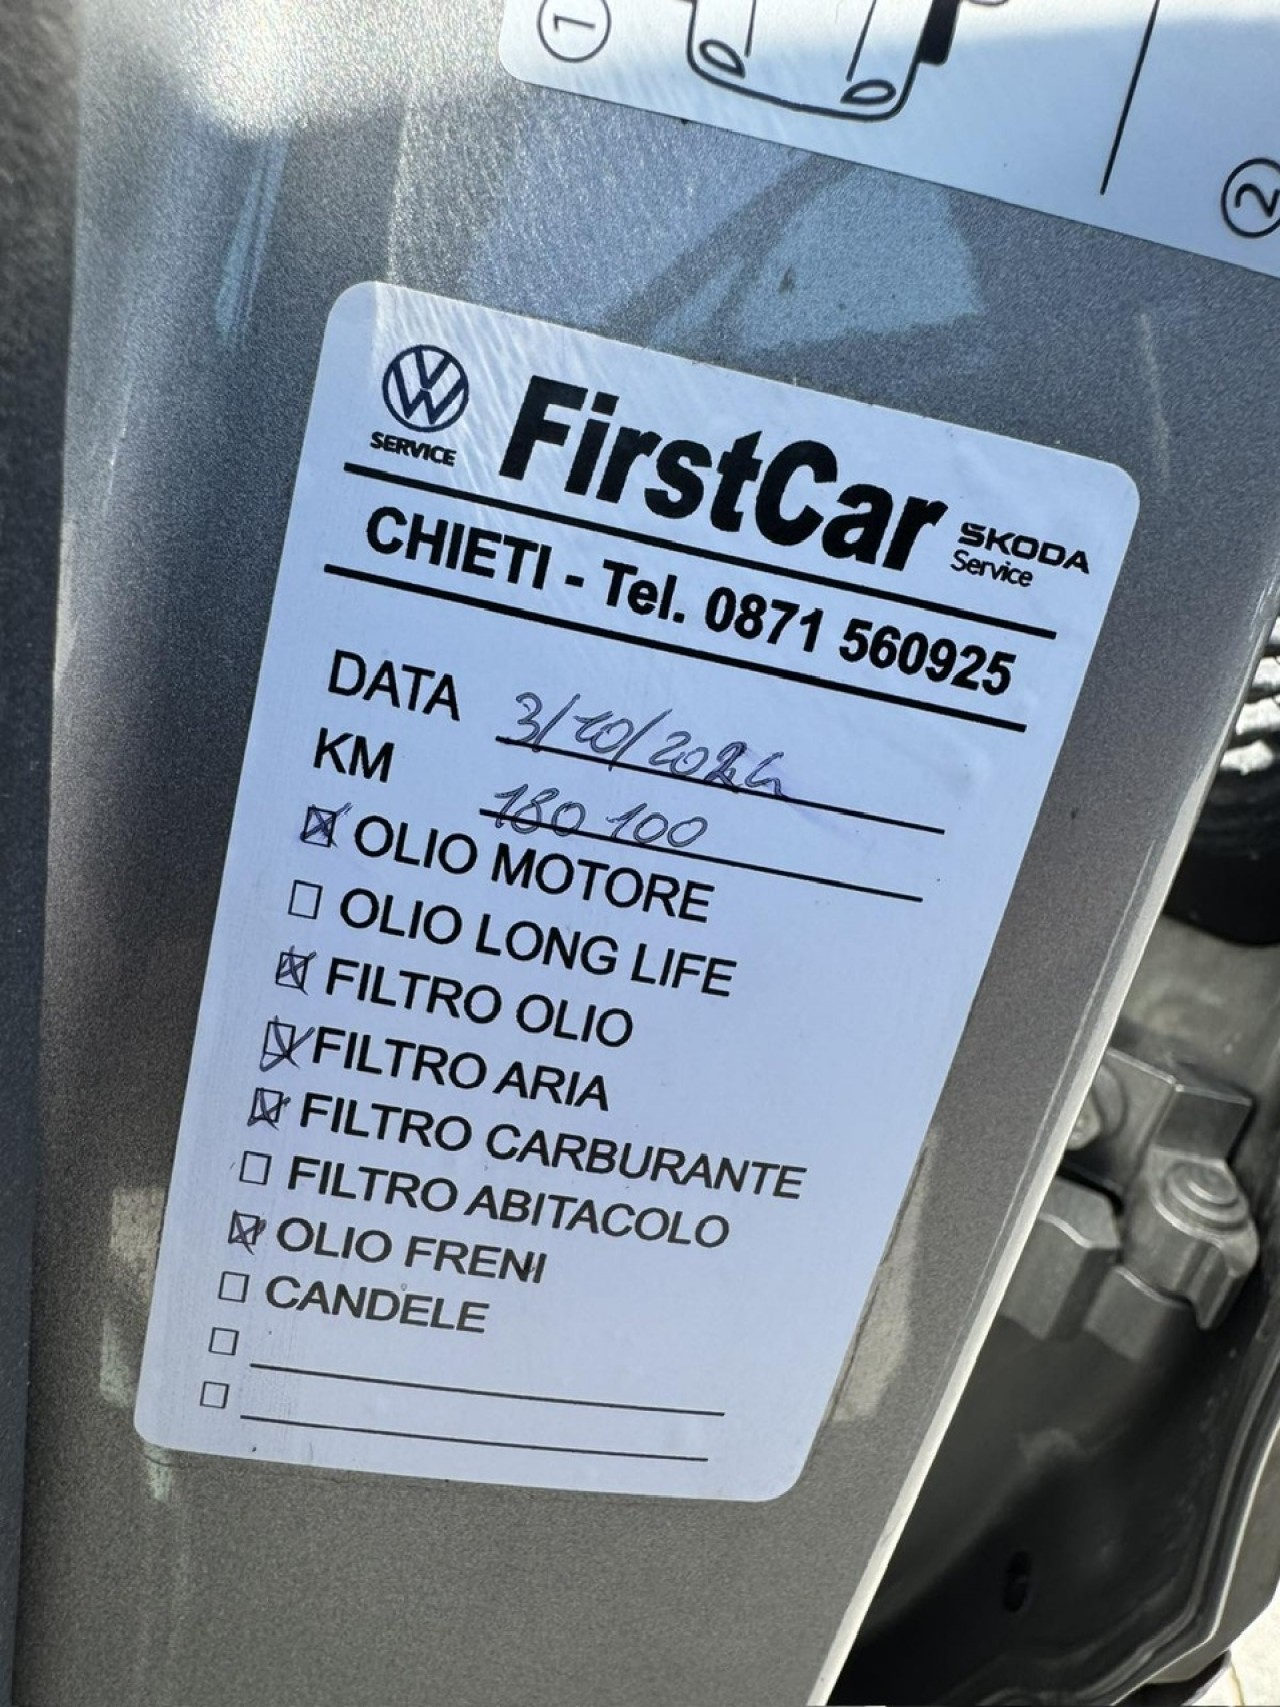 1
2
SERVICE
FirstCar
SKODA
Service
CHIETI - Tel. 0871 560925
DATA 3/10/2024
KM 180 100
OLIO MOTORE
OLIO LONG LIFE
FILTRO OLIO
FILTRO ARIA
FILTRO CARBURANTE
FILTRO ABITACOLO
OLIO FRENI
CANDELE